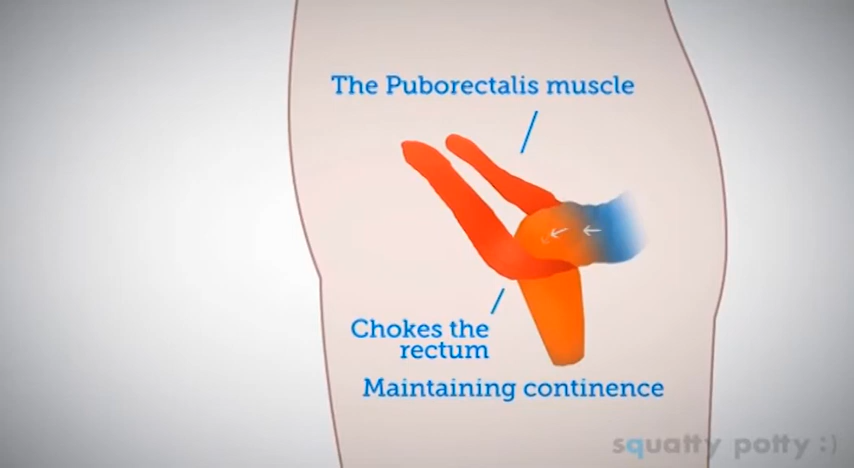 The Puborectalis muscle
Chokes the
rectum
Maintaining continence
squatty potty :)